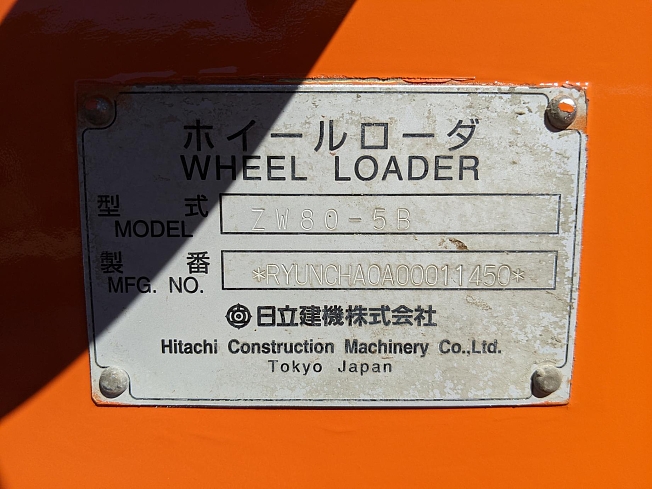 ホイールローダ
WHEEL LOADER
型式
MODEL ZW80-5B
製番
MFG. NO. *RYUNCHA0A00011450*
日立建機株式会社
Hitachi Construction Machinery Co.,Ltd.
Tokyo Japan